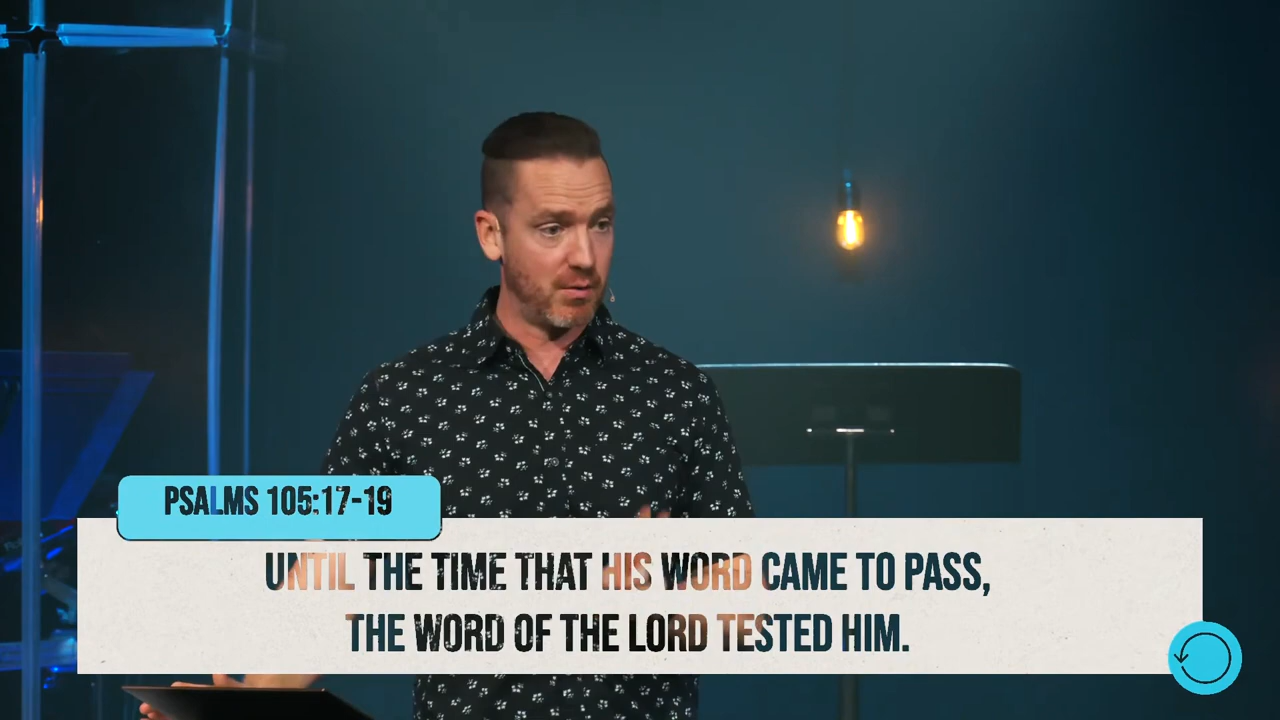 PSALMS 105:17-19
UNTIL THE TIME THAT HIS WORD CAME TO PASS,
THE WORD OF THE LORD TESTED HIM.